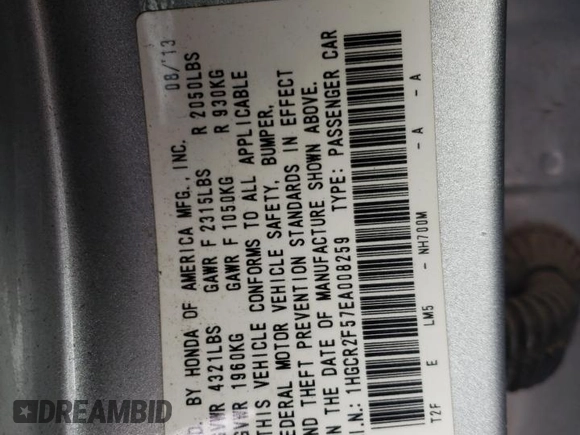 BY HONDA OF AMERICA MFG., INC. 08/'13
GVWR 4321LBS GAWR F 2315LBS R 2050LBS
GVWR 1960KG GAWR F 1050KG R 930KG
THIS VEHICLE CONFORMS TO ALL APPLICABLE
FEDERAL MOTOR VEHICLE SAFETY, BUMPER,
AND THEFT PREVENTION STANDARDS IN EFFECT
ON THE DATE OF MANUFACTURE SHOWN ABOVE.
V.I.N.: 1HGCR2F57EA008259 TYPE: PASSENGER CAR
T2F E LM5 - NH700M - A - A
DREAMBID